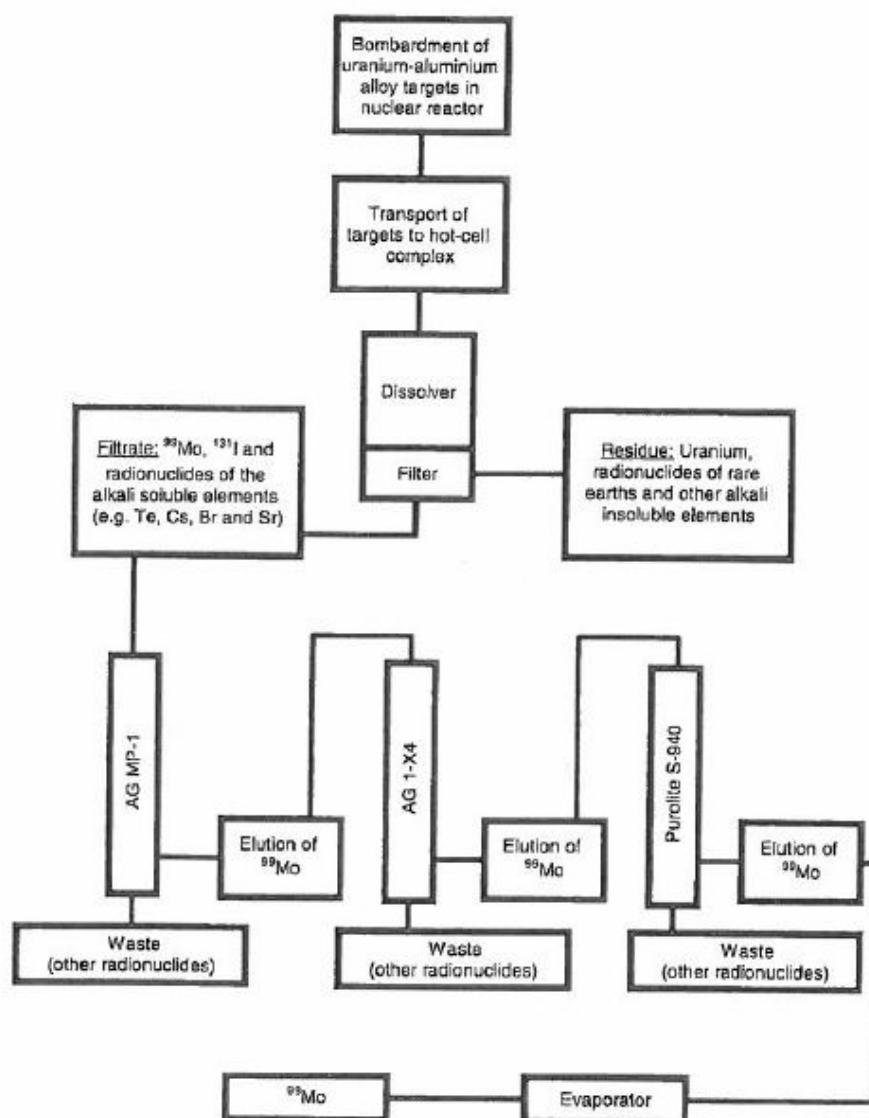 Bombardment of
uranium-aluminium
alloy targets in
nuclear reactor
Transport of
targets to hot-cell
complex
Dissolver
Filter
Filtrate: ⁹⁹Mo, ¹³¹I and
radionuclides of the
alkali soluble elements
(e.g. Te, Cs, Br and Sr)
Residue: Uranium,
radionuclides of rare
earths and other alkali
insoluble elements
AG MP-1
Elution of
⁹⁹Mo
Waste
(other radionuclides)
AG 1-X4
Elution of
⁹⁹Mo
Waste
(other radionuclides)
Purolite S-940
Elution of
⁹⁹Mo
Waste
(other radionuclides)
⁹⁹Mo
Evaporator